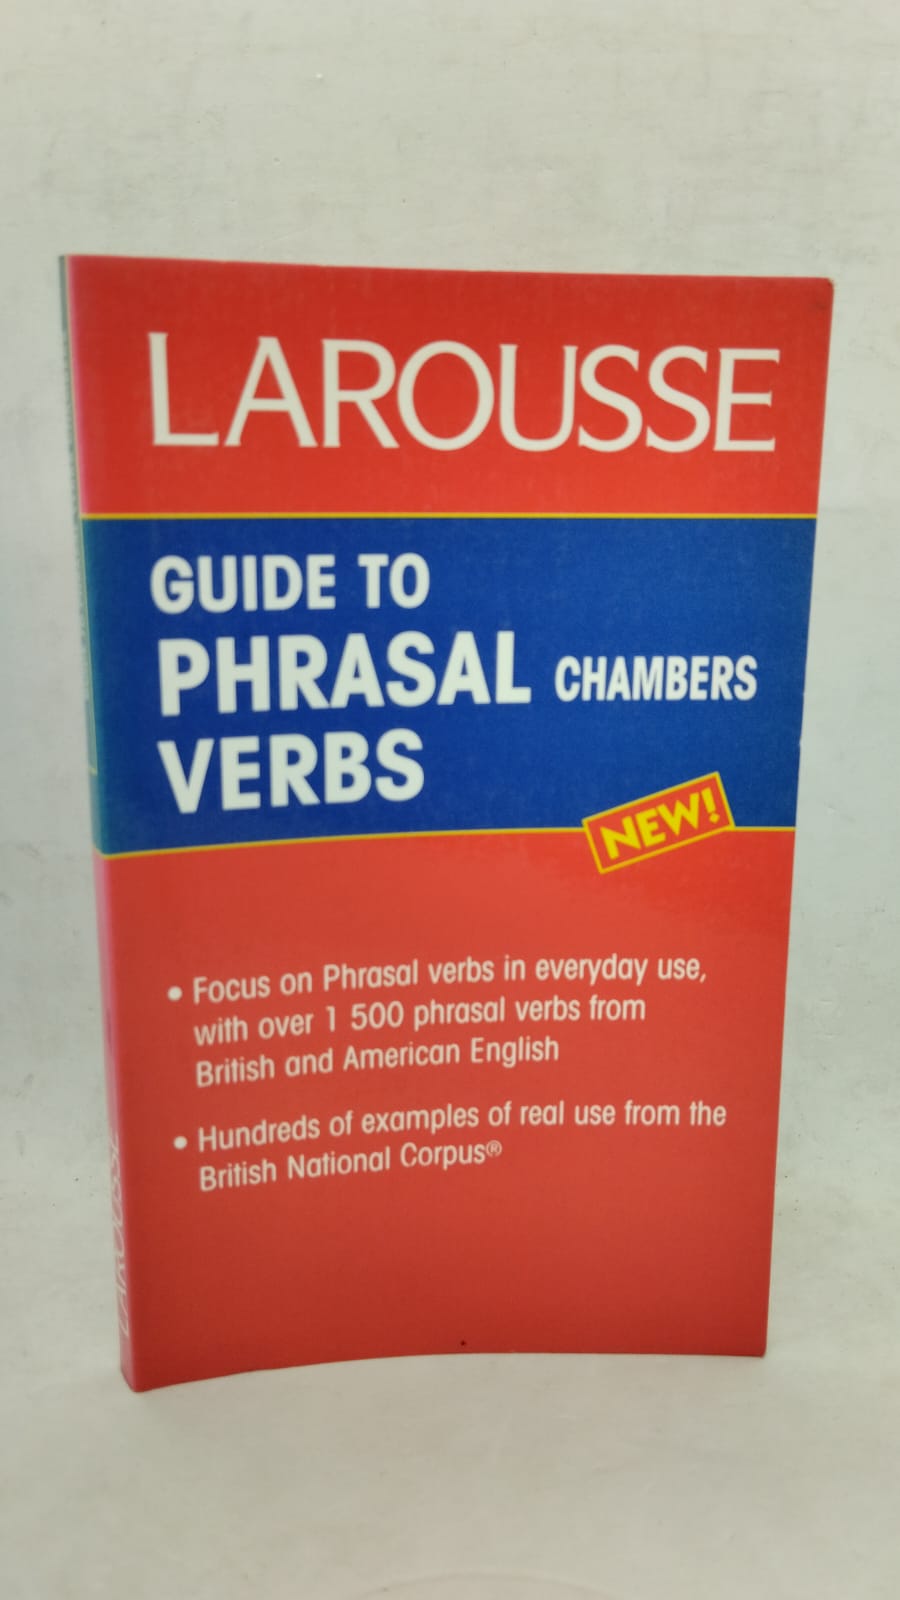 LAROUSSE
GUIDE TO
PHRASAL CHAMBERS
VERBS
NEW!
• Focus on Phrasal verbs in everyday use,
with over 1 500 phrasal verbs from
British and American English
• Hundreds of examples of real use from the
British National Corpus®
LAROUSSE